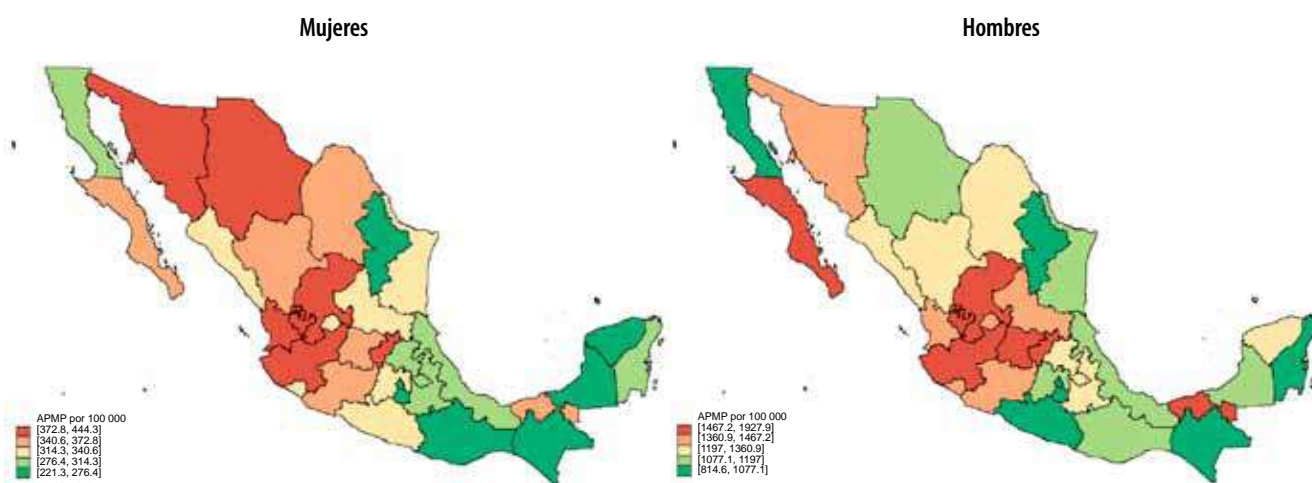 Mujeres
Hombres
APMP por 100 000
[372.8, 444.3]
[340.6, 372.8]
[314.3, 340.6]
[276.4, 314.3]
[221.3, 276.4]
APMP por 100 000
[1467.2, 1927.9]
[1360.9, 1467.2]
[1197, 1360.9]
[1077.1, 1197]
[814.6, 1077.1]